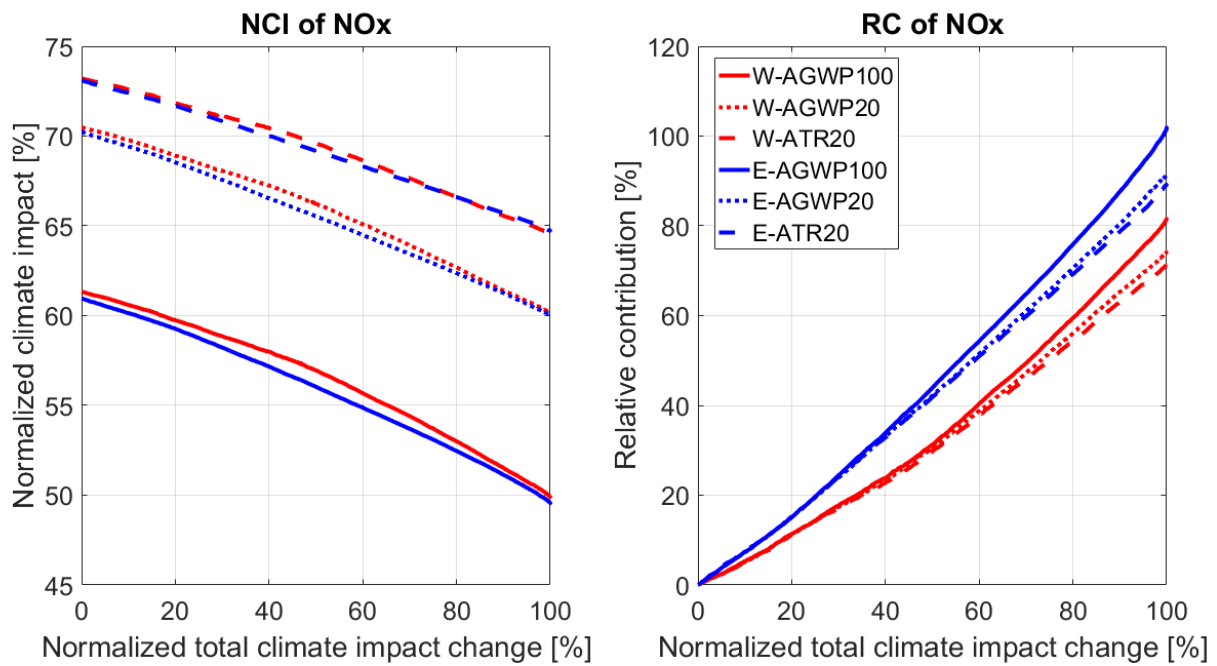 NCI of NOx
75
70
65
60
55
50
45
0 20 40 60 80 100
Normalized climate impact [%]
Normalized total climate impact change [%]
RC of NOx
120
100
80
60
40
20
0
0 20 40 60 80 100
Relative contribution [%]
Normalized total climate impact change [%]
W-AGWP100
W-AGWP20
W-ATR20
E-AGWP100
E-AGWP20
E-ATR20